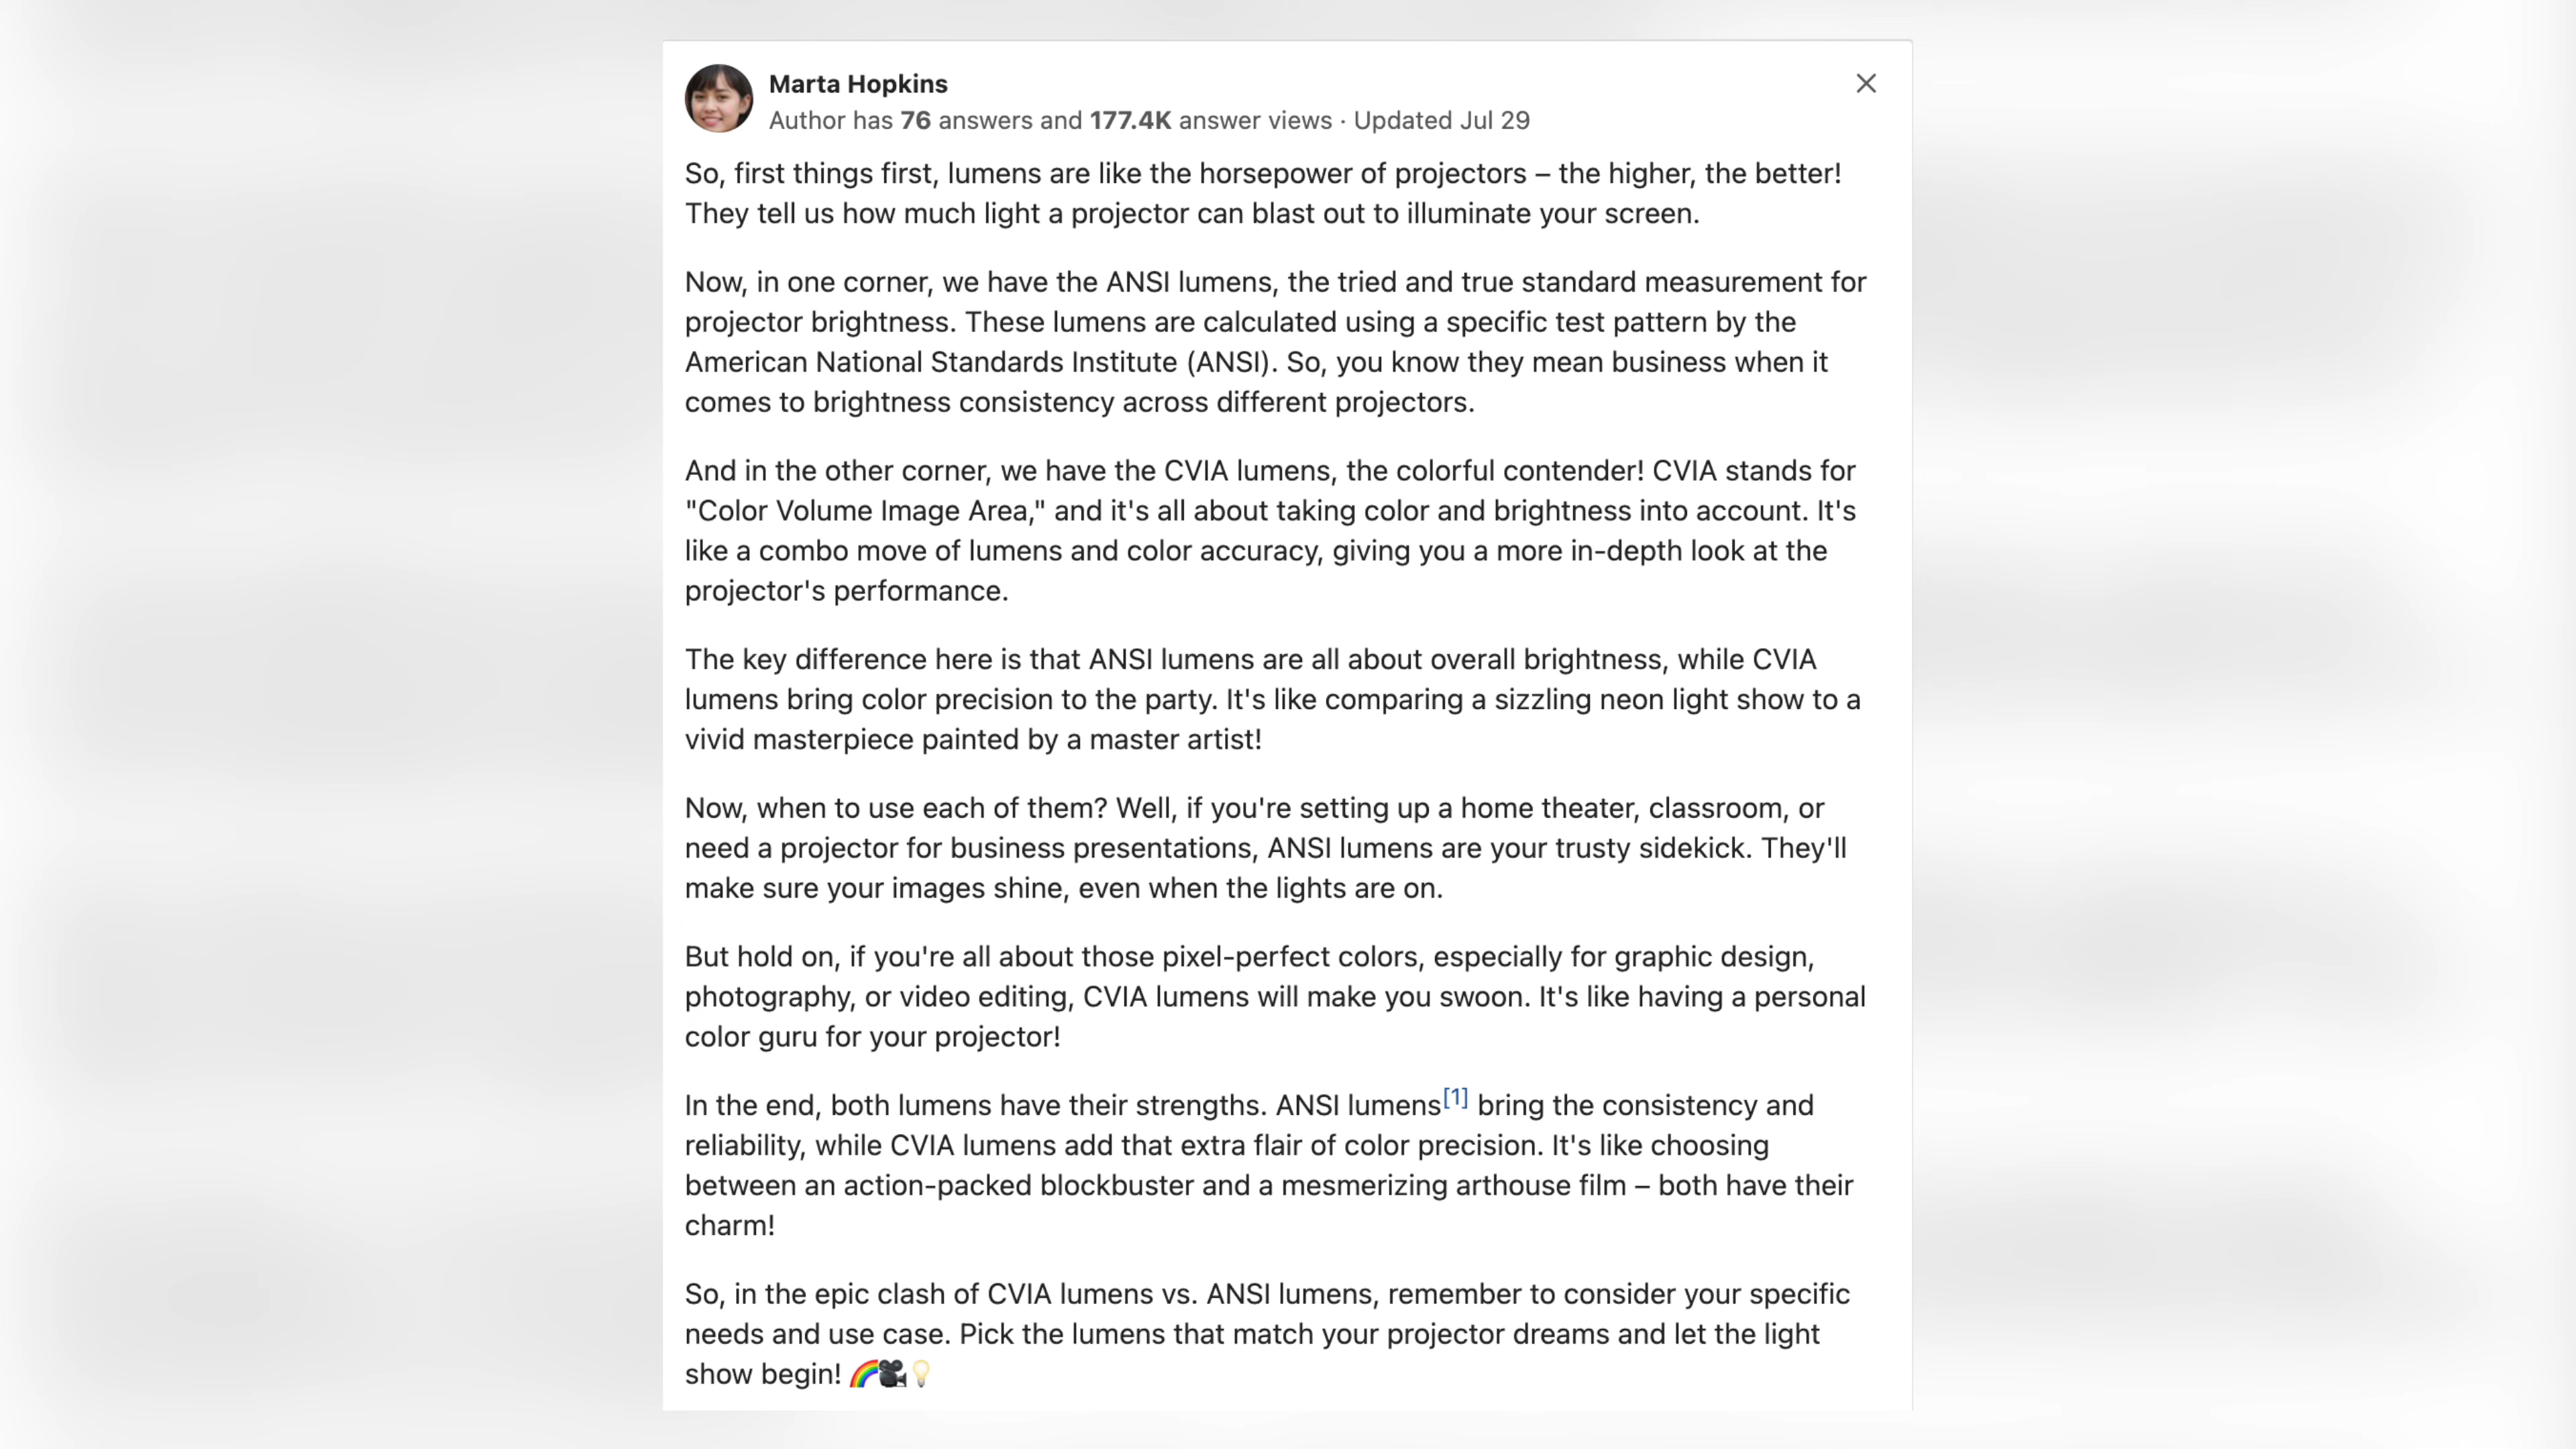 Marta Hopkins
Author has 76 answers and 177.4K answer views · Updated Jul 29
So, first things first, lumens are like the horsepower of projectors – the higher, the better!
They tell us how much light a projector can blast out to illuminate your screen.
Now, in one corner, we have the ANSI lumens, the tried and true standard measurement for
projector brightness. These lumens are calculated using a specific test pattern by the
American National Standards Institute (ANSI). So, you know they mean business when it
comes to brightness consistency across different projectors.
And in the other corner, we have the CVIA lumens, the colorful contender! CVIA stands for
"Color Volume Image Area," and it's all about taking color and brightness into account. It's
like a combo move of lumens and color accuracy, giving you a more in-depth look at the
projector's performance.
The key difference here is that ANSI lumens are all about overall brightness, while CVIA
lumens bring color precision to the party. It's like comparing a sizzling neon light show to a
vivid masterpiece painted by a master artist!
Now, when to use each of them? Well, if you're setting up a home theater, classroom, or
need a projector for business presentations, ANSI lumens are your trusty sidekick. They'll
make sure your images shine, even when the lights are on.
But hold on, if you're all about those pixel-perfect colors, especially for graphic design,
photography, or video editing, CVIA lumens will make you swoon. It's like having a personal
color guru for your projector!
In the end, both lumens have their strengths. ANSI lumens[1] bring the consistency and
reliability, while CVIA lumens add that extra flair of color precision. It's like choosing
between an action-packed blockbuster and a mesmerizing arthouse film – both have their
charm!
So, in the epic clash of CVIA lumens vs. ANSI lumens, remember to consider your specific
needs and use case. Pick the lumens that match your projector dreams and let the light
show begin! 🌈🎥💡